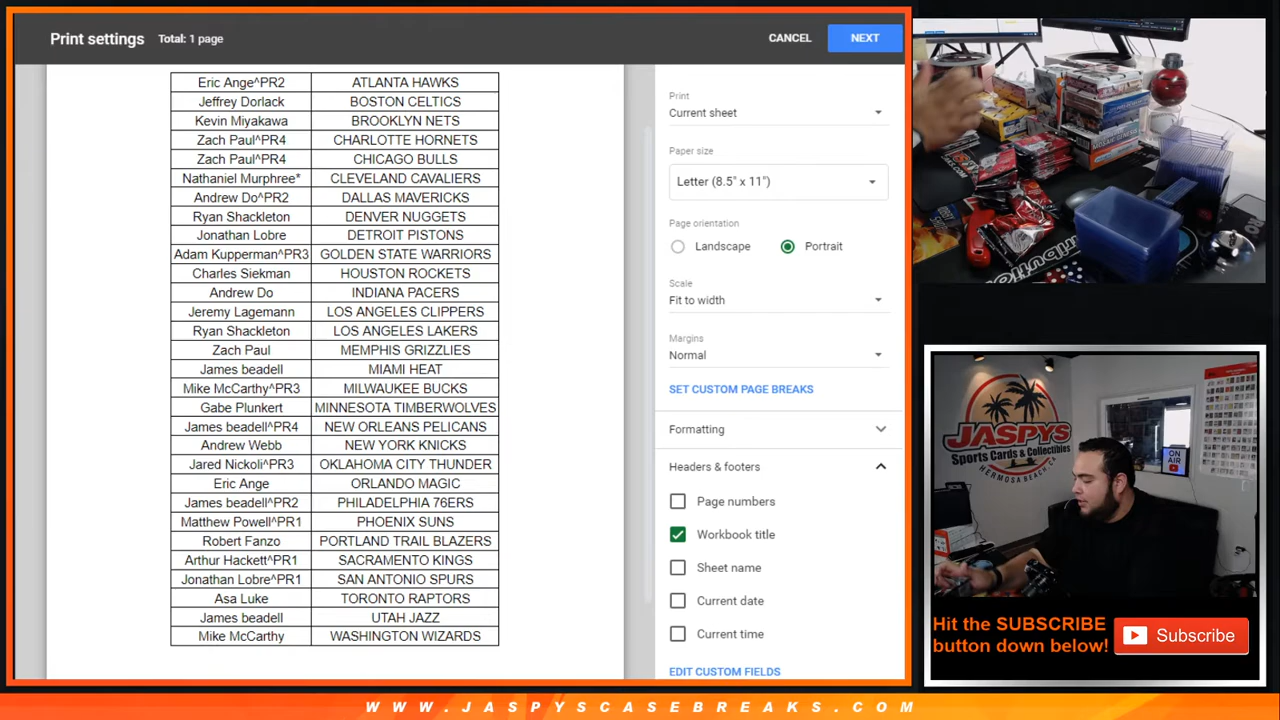 Print settings Total: 1 page CANCEL NEXT
Eric Ange^PR2 ATLANTA HAWKS
Jeffrey Dorlack BOSTON CELTICS
Kevin Miyakawa BROOKLYN NETS
Zach Paul^PR4 CHARLOTTE HORNETS
Zach Paul^PR4 CHICAGO BULLS
Nathaniel Murphree* CLEVELAND CAVALIERS
Andrew Do^PR2 DALLAS MAVERICKS
Ryan Shackleton DENVER NUGGETS
Jonathan Lobre DETROIT PISTONS
Adam Kupperman^PR3 GOLDEN STATE WARRIORS
Charles Siekman HOUSTON ROCKETS
Andrew Do INDIANA PACERS
Jeremy Lagemann LOS ANGELES CLIPPERS
Ryan Shackleton LOS ANGELES LAKERS
Zach Paul MEMPHIS GRIZZLIES
James beadell MIAMI HEAT
Mike McCarthy^PR3 MILWAUKEE BUCKS
Gabe Plunkert MINNESOTA TIMBERWOLVES
James beadell^PR4 NEW ORLEANS PELICANS
Andrew Webb NEW YORK KNICKS
Jared Nickoli^PR3 OKLAHOMA CITY THUNDER
Eric Ange ORLANDO MAGIC
James beadell^PR2 PHILADELPHIA 76ERS
Matthew Powell^PR1 PHOENIX SUNS
Robert Fanzo PORTLAND TRAIL BLAZERS
Arthur Hackett^PR1 SACRAMENTO KINGS
Jonathan Lobre^PR1 SAN ANTONIO SPURS
Asa Luke TORONTO RAPTORS
James beadell UTAH JAZZ
Mike McCarthy WASHINGTON WIZARDS
Print
Current sheet
Paper size
Letter (8.5" x 11")
Page orientation
Landscape Portrait
Scale
Fit to width
Margins
Normal
SET CUSTOM PAGE BREAKS
Formatting
Headers & footers
Page numbers
Workbook title
Sheet name
Current date
Current time
EDIT CUSTOM FIELDS
JASPYS
Sports Cards & Collectibles
HERMOSA BEACH CA
ON AIR
Hit the SUBSCRIBE
button down below!
Subscribe
WWW.JASPYSCASEBREAKS.COM